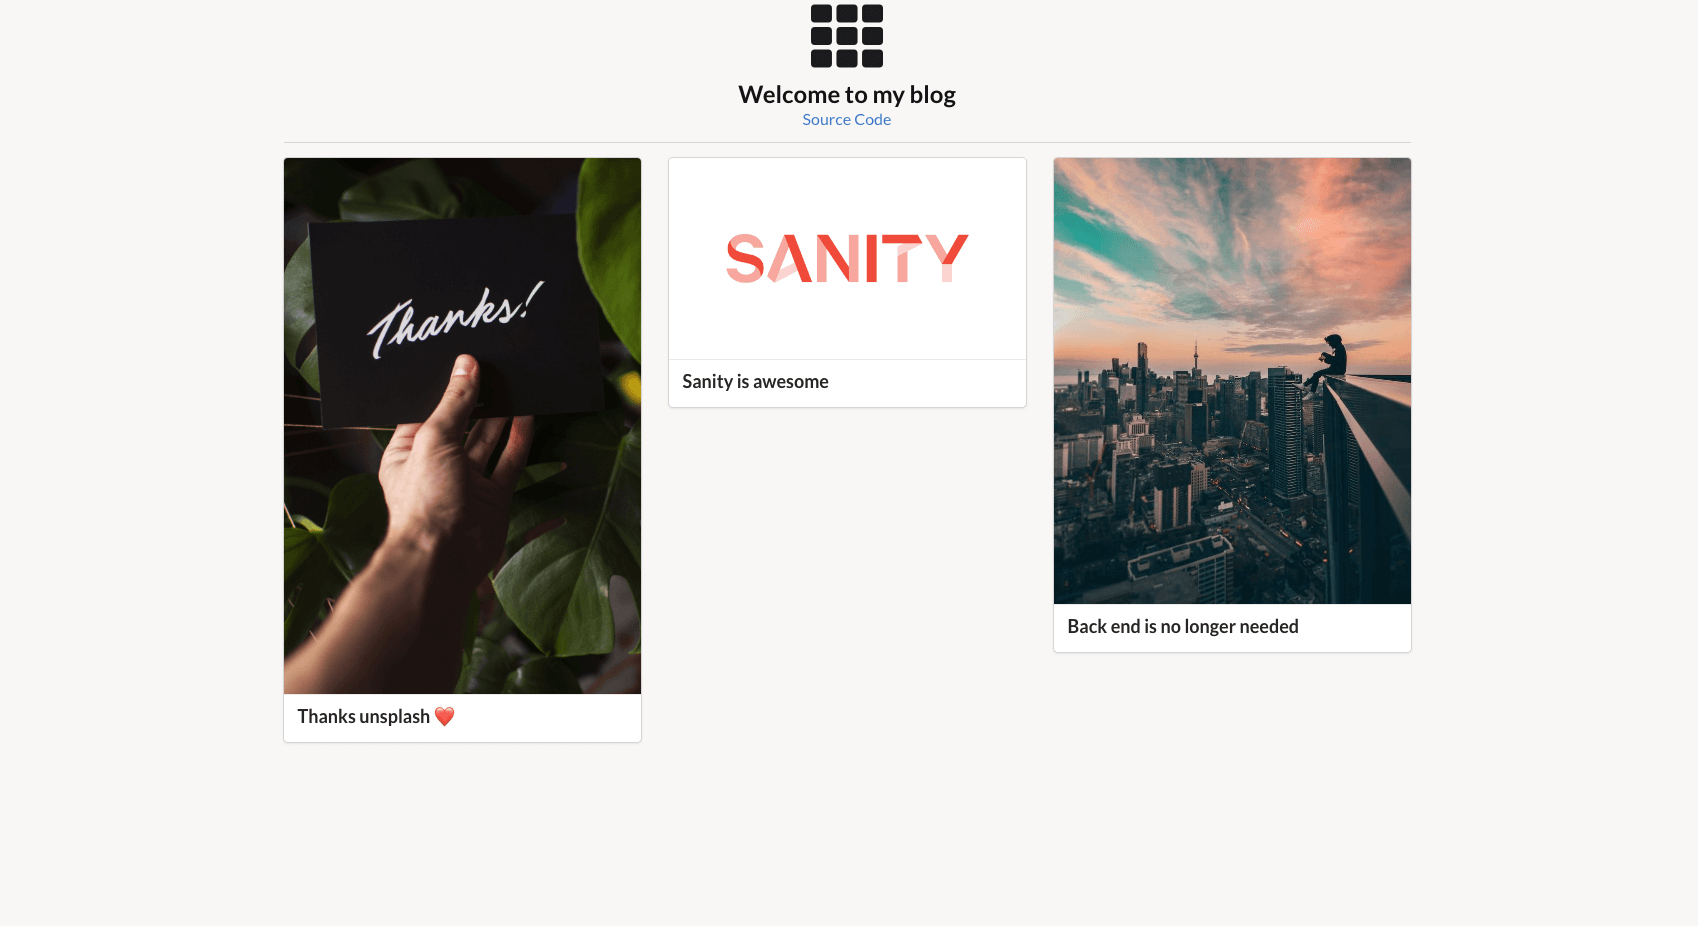 Welcome to my blog
Source Code
Thanks!
Thanks unsplash ❤️
SANITY
Sanity is awesome
Back end is no longer needed